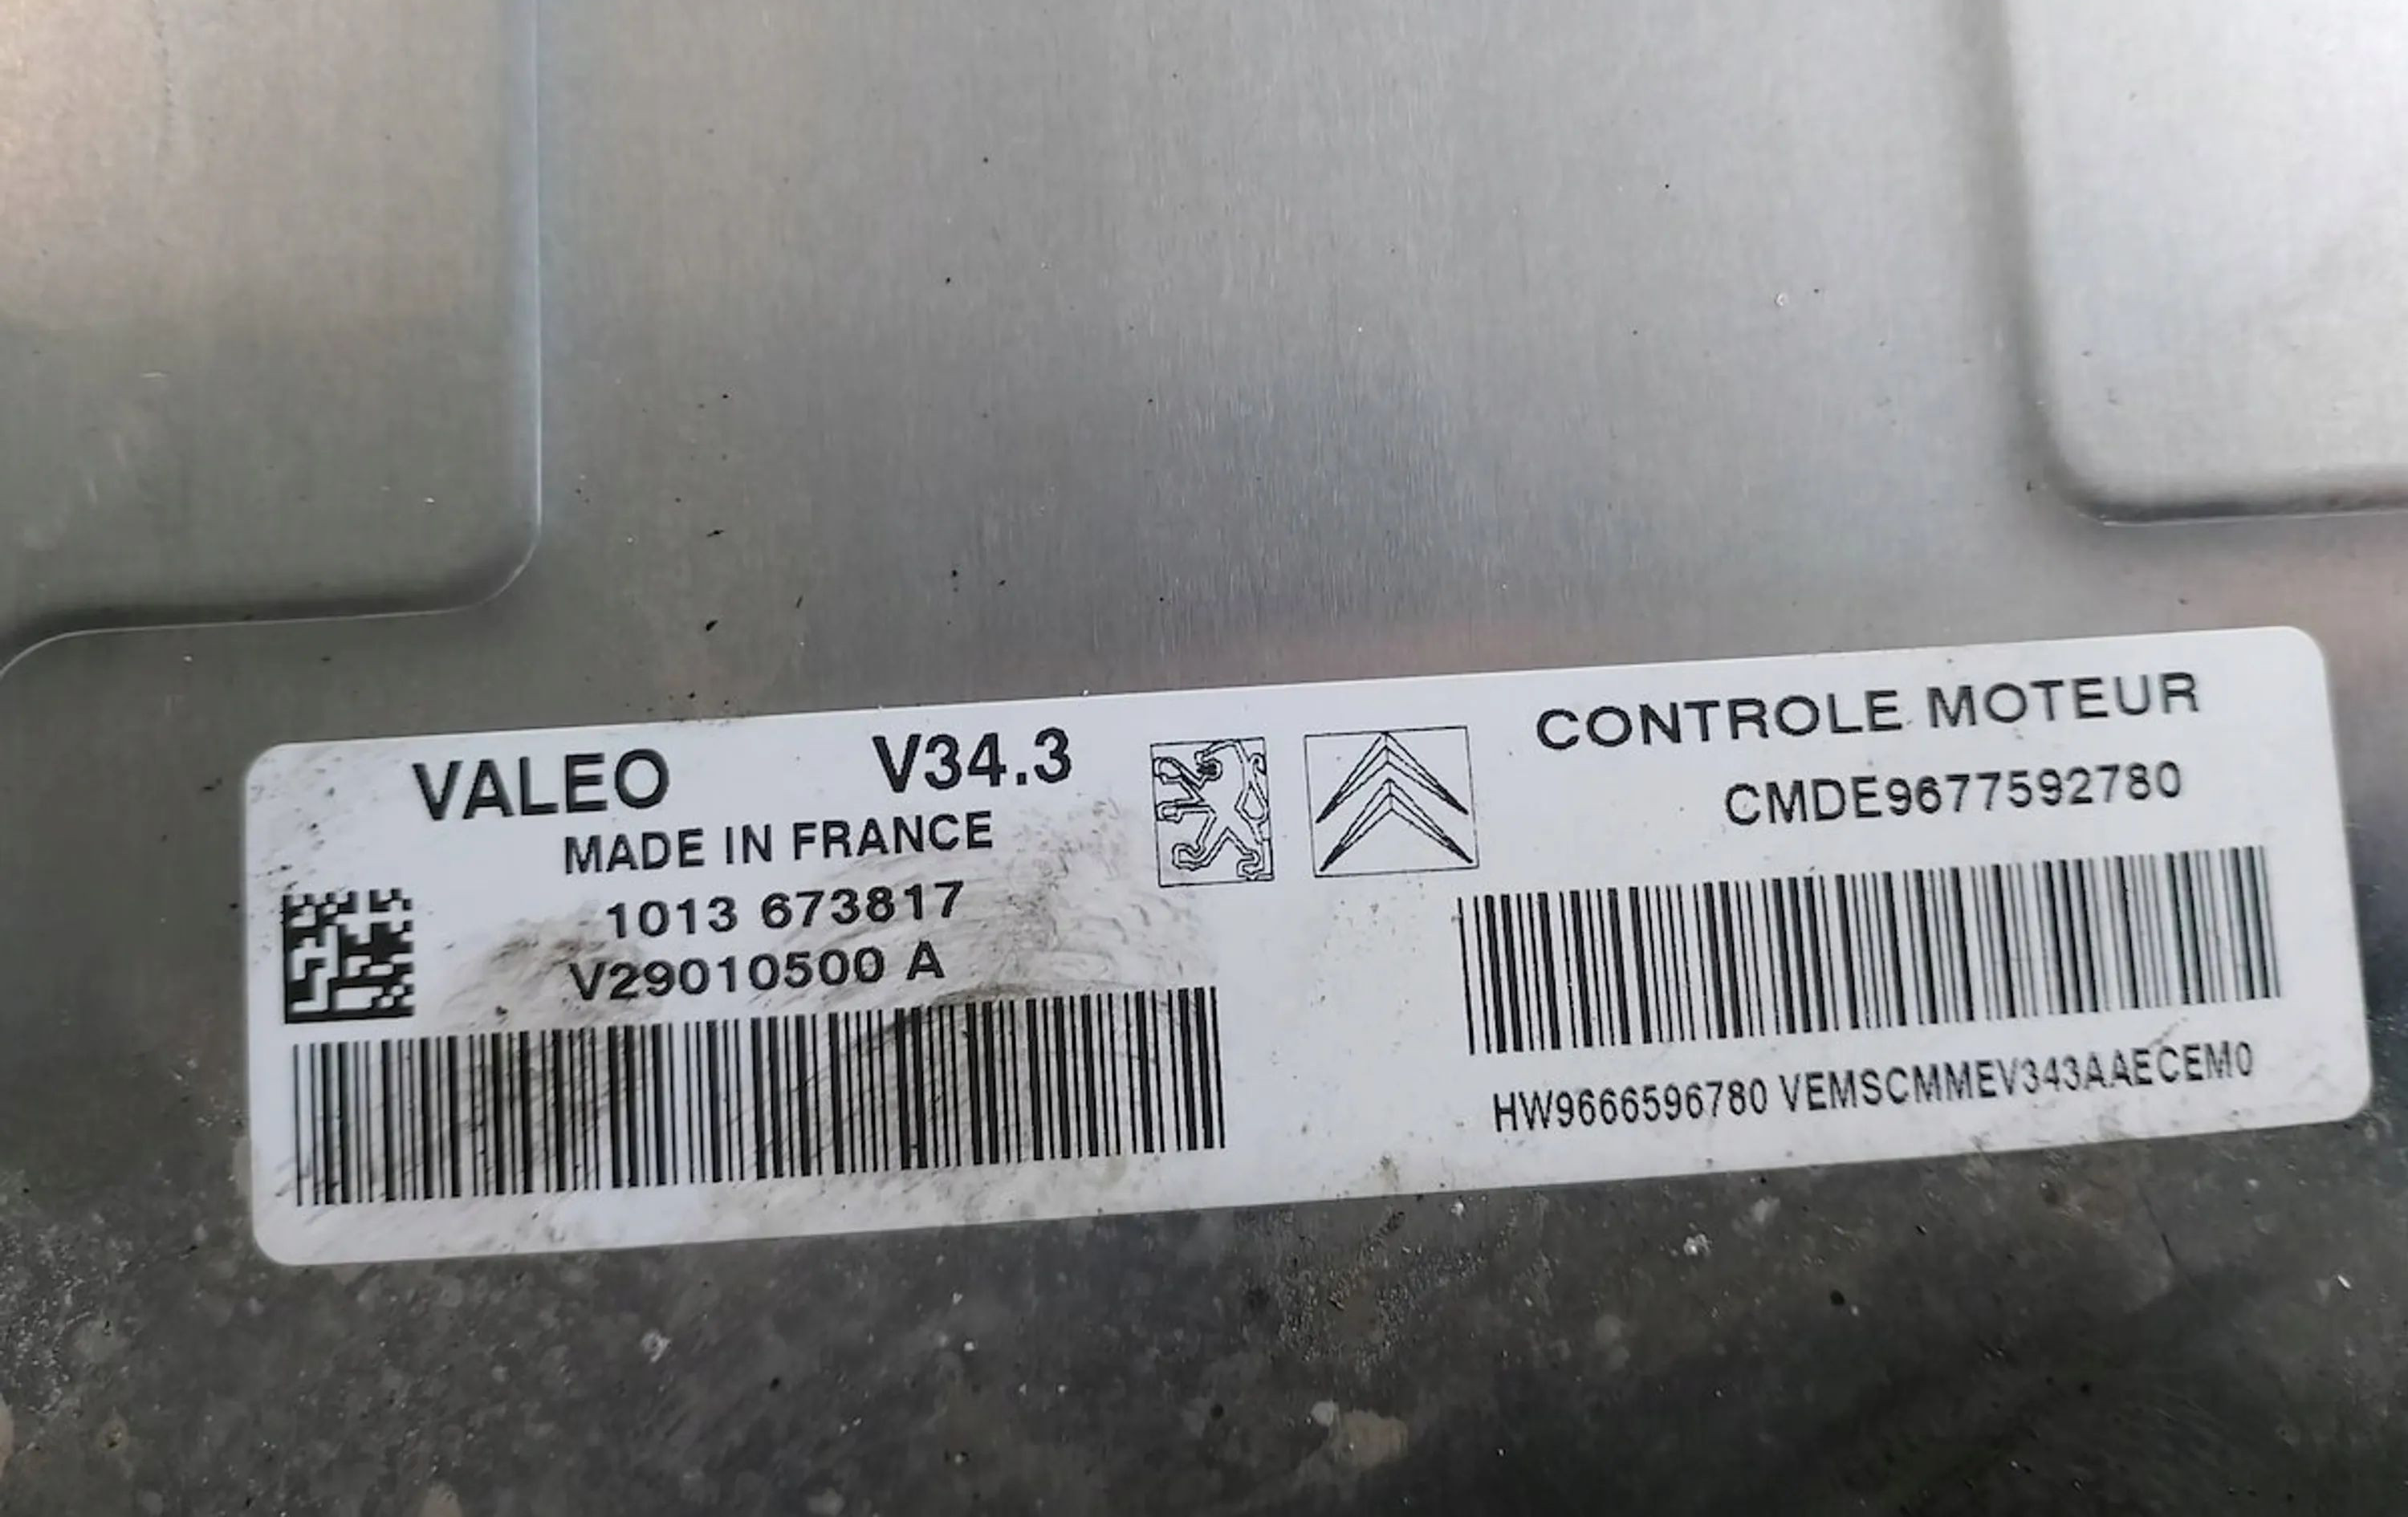 VALEO V34.3
MADE IN FRANCE
1013 673817
V29010500 A
CONTROLE MOTEUR
CMDE9677592780
HW9666596780 VEMSCMMEV343AAECEM0